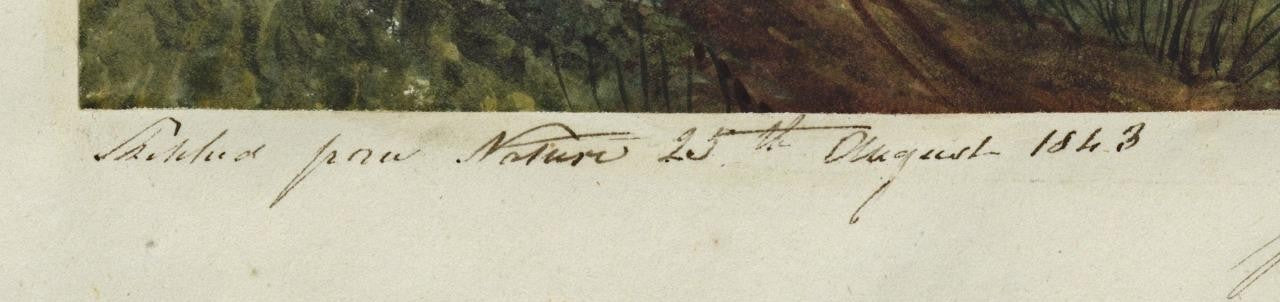 Sketched from Nature 25th August 1843